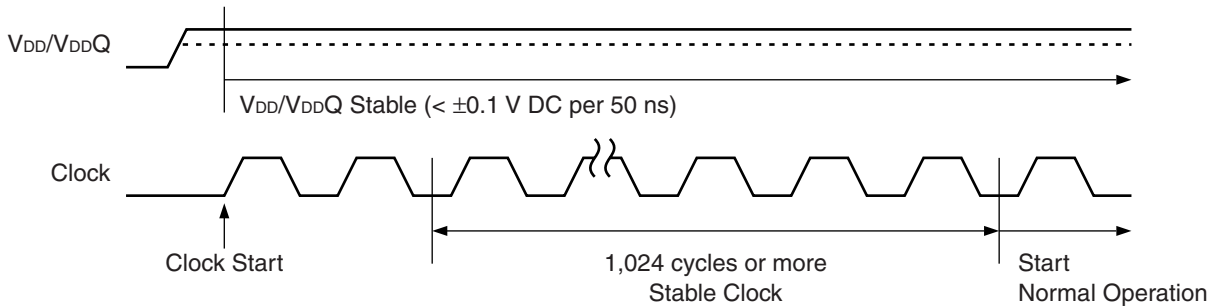 VDD/VDDQ
VDD/VDDQ Stable (< ±0.1 V DC per 50 ns)
Clock
Clock Start
1,024 cycles or more
Stable Clock
Start
Normal Operation